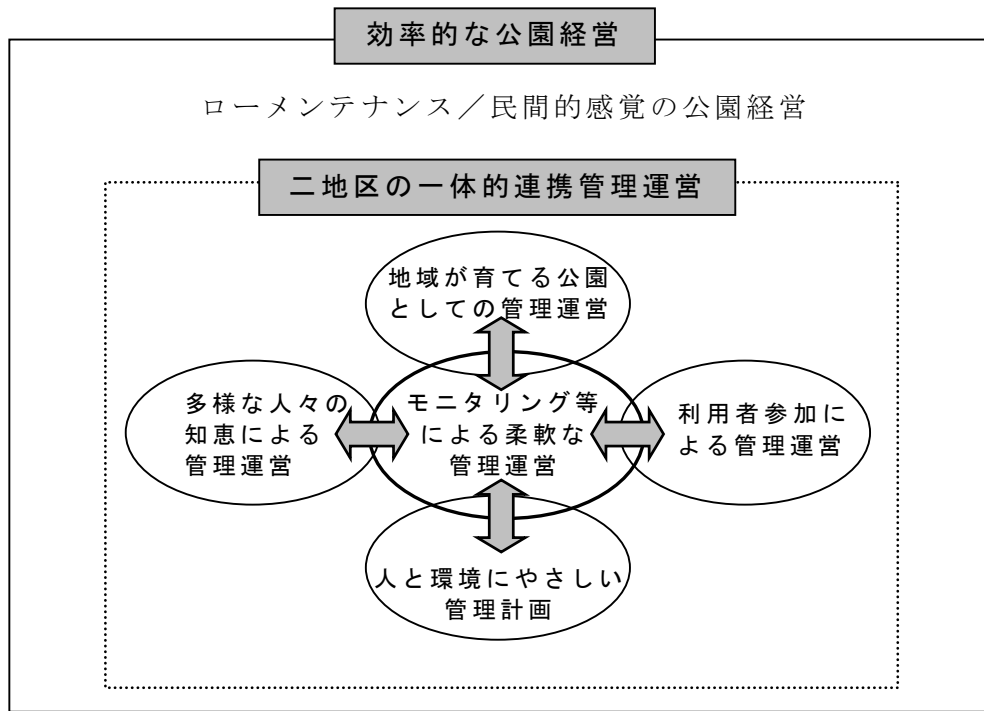 効率的な公園経営
ローメンテナンス／民間的感覚の公園経営
二地区の一体的連携管理運営
地域が育てる公園
としての管理運営
多様な人々の
知恵による
管理運営
モニタリング等
による柔軟な
管理運営
利用者参加に
よる管理運営
人と環境にやさしい
管理計画